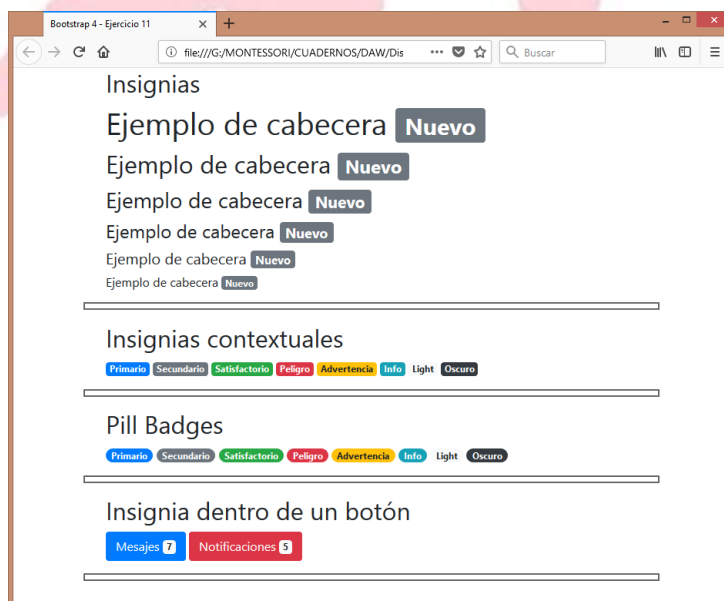 Bootstrap 4 - Ejercicio 11
file:///G:/MONTESSORI/CUADERNOS/DAW/Dis
Buscar
Insignias
Ejemplo de cabecera Nuevo
Ejemplo de cabecera Nuevo
Ejemplo de cabecera Nuevo
Ejemplo de cabecera Nuevo
Ejemplo de cabecera Nuevo
Ejemplo de cabecera Nuevo
Insignias contextuales
Primario Secundario Satisfactorio Peligro Advertencia Info Light Oscuro
Pill Badges
Primario Secundario Satisfactorio Peligro Advertencia Info Light Oscuro
Insignia dentro de un botón
Mesajes 7 Notificaciones 5